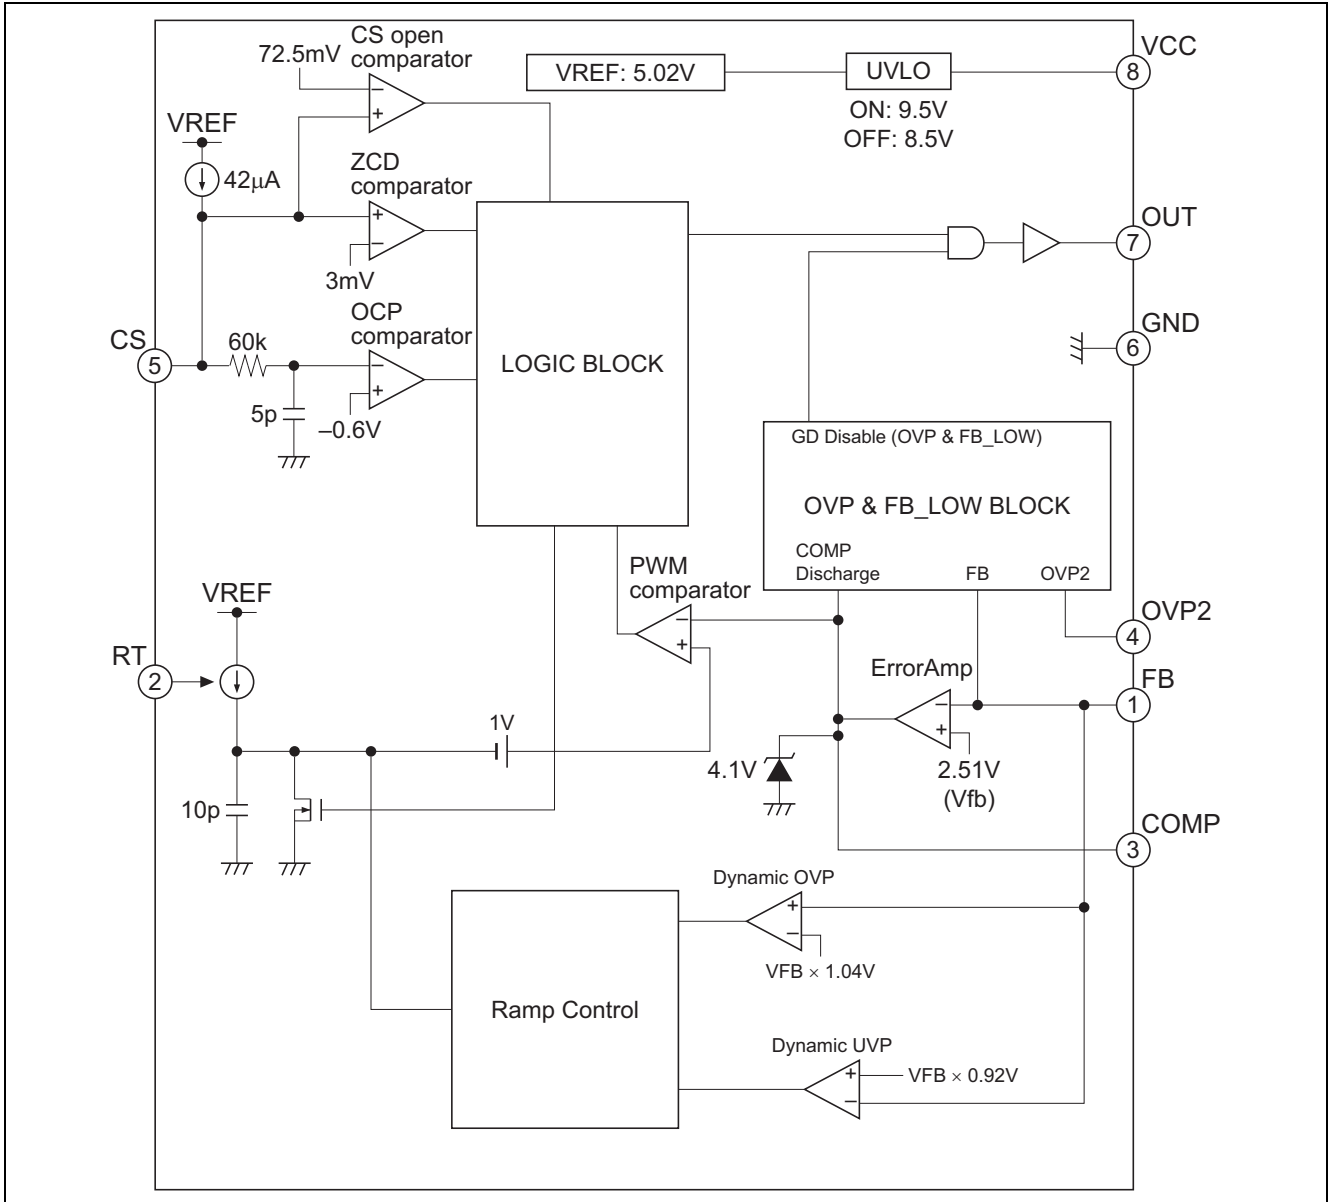 CS open
comparator
72.5mV
VREF: 5.02V
UVLO
ON: 9.5V
OFF: 8.5V
VCC
8
VREF
42μA
−
+
ZCD
comparator
+
−
3mV
OUT
7
OCP
comparator
CS
5
60k
−
+
5p
–0.6V
LOGIC BLOCK
GND
6
GD Disable (OVP & FB_LOW)
OVP & FB_LOW BLOCK
COMP
Discharge
FB
OVP2
PWM
comparator
−
+
OVP2
4
VREF
RT
2
ErrorAmp
−
+
FB
1
1V
4.1V
2.51V
(Vfb)
10p
COMP
3
Dynamic OVP
+
−
VFB × 1.04V
Ramp Control
Dynamic UVP
+
−
VFB × 0.92V